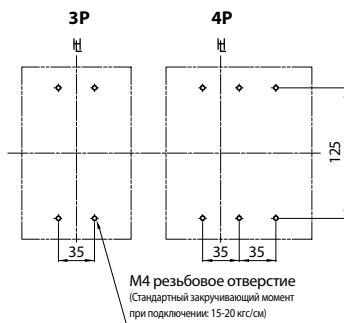 3P
4P
125
35
35
35
M4 резьбовое отверстие
(Стандартный закручивающий момент
при подключении: 15-20 кгс/см)